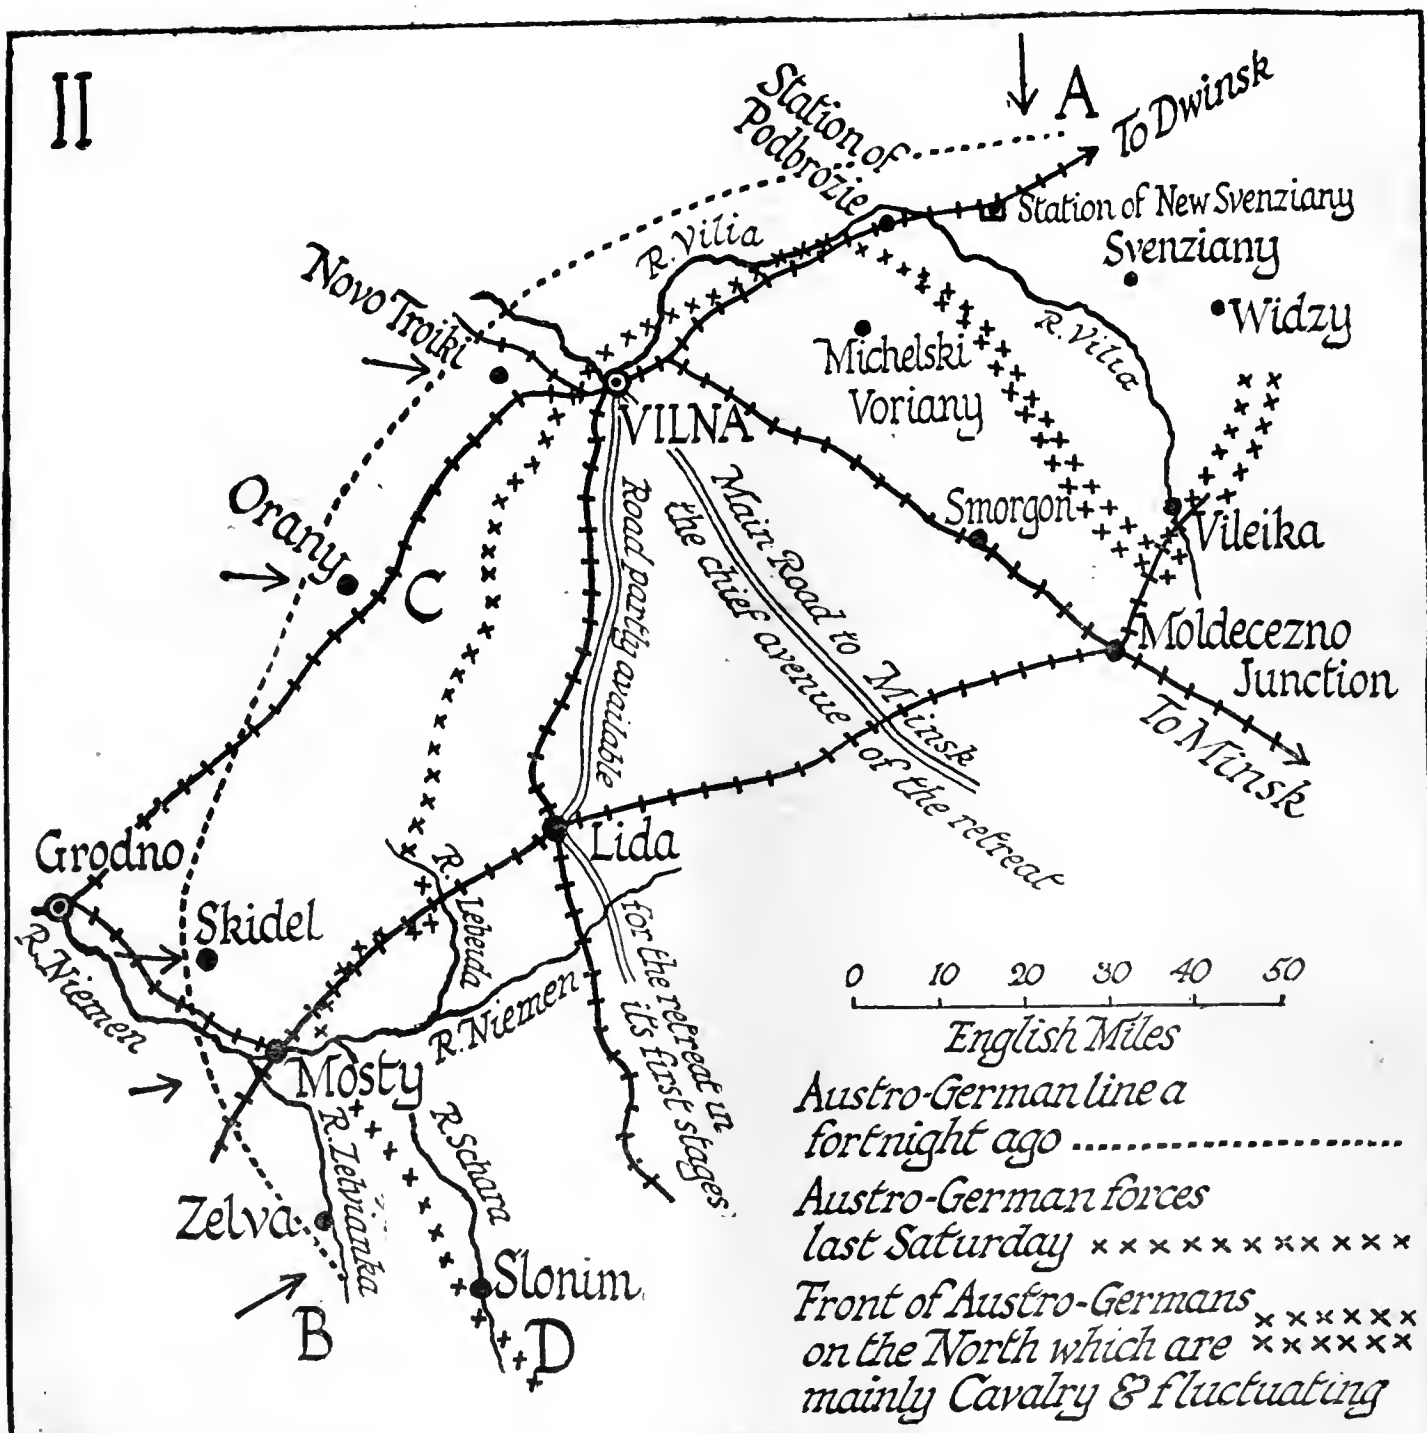 II
A
To Dwinsk
Station of
Podbrozie
Station of New Svenziany
Svenziany
Widzy
R. Vilia
R. Vilia
Novo Troiki
Michelski
Voriany
VILNA
Orany
C
Smorgon
Vileika
Moldecezno
Junction
To Minsk
Road partly available
Main Road to Minsk
the chief avenue of the retreat
Grodno
Skidel
Lida
R. Lebeuda
R. Niemen
R. Niemen
for the retreat in
its first stages
Mosty
R. Zelvianka
R. Schara
Zelva
Slonim
B
D
0 10 20 30 40 50
English Miles
Austro-German line a
fortnight ago
Austro-German forces
last Saturday
Front of Austro-Germans
on the North which are
mainly Cavalry & fluctuating